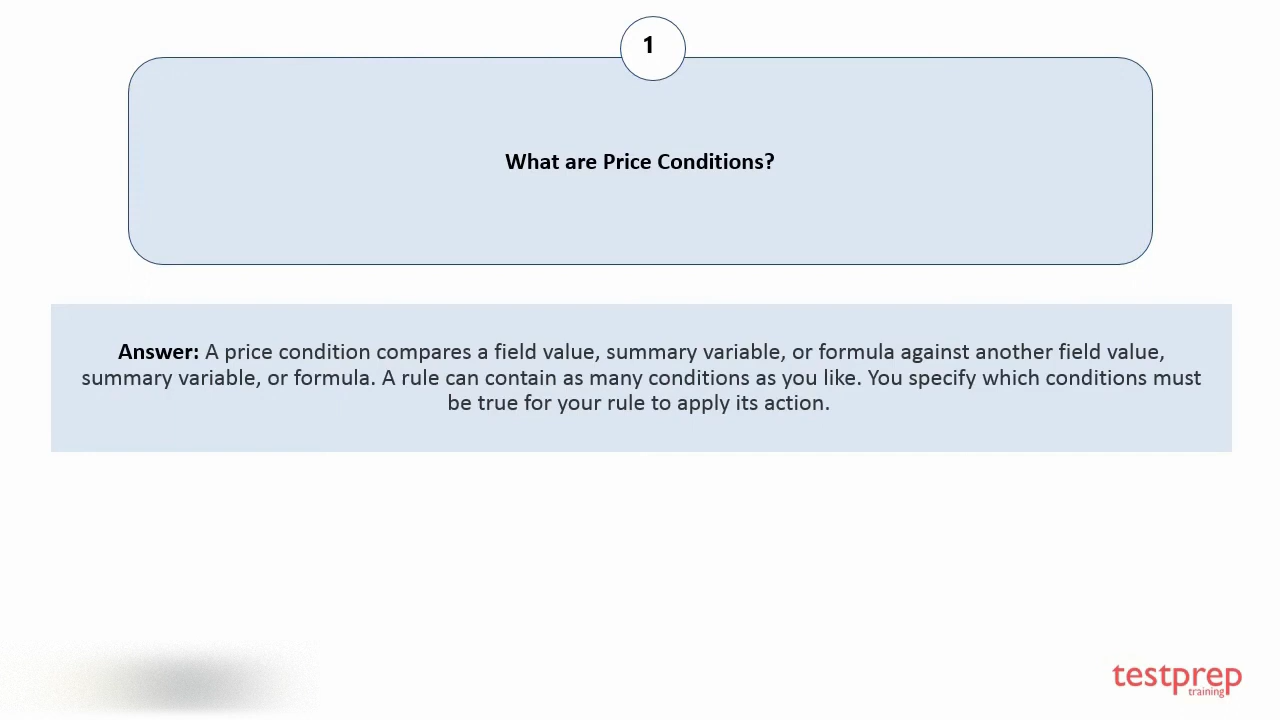 1
What are Price Conditions?
Answer: A price condition compares a field value, summary variable, or formula against another field value,
summary variable, or formula. A rule can contain as many conditions as you like. You specify which conditions must
be true for your rule to apply its action.
testprep
training